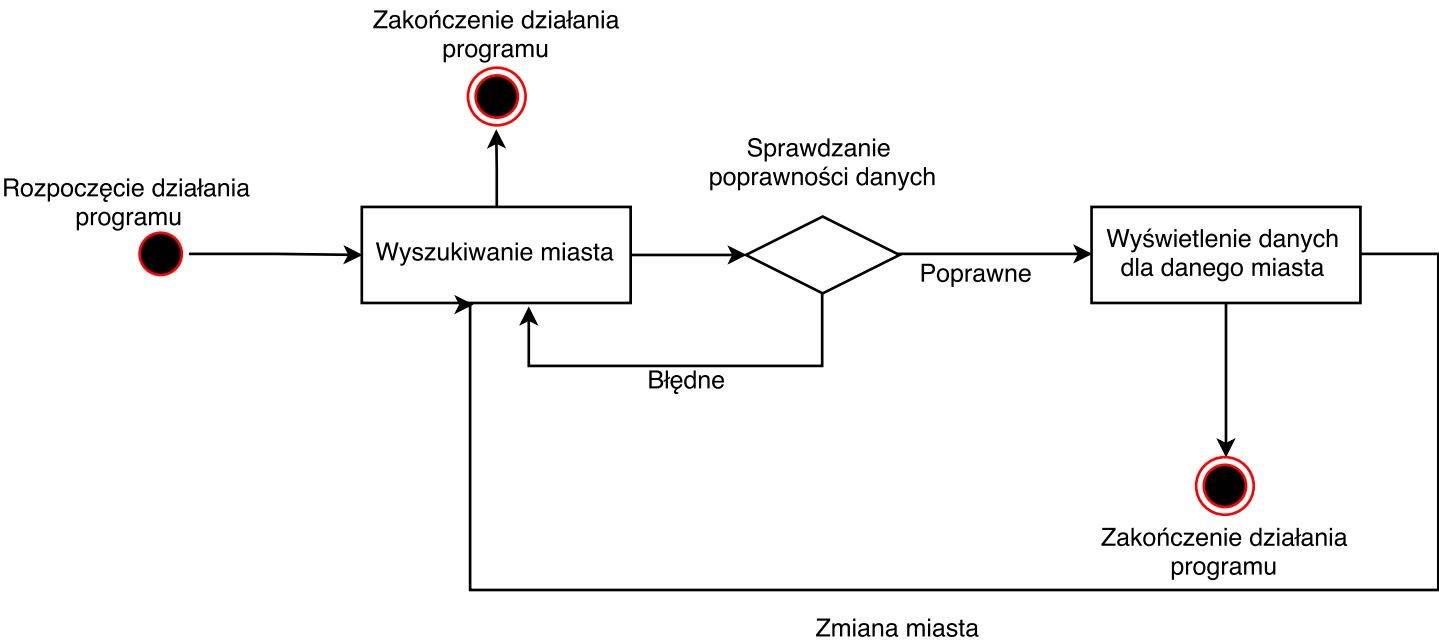 Zakończenie działania
programu
Sprawdzanie
poprawności danych
Rozpoczęcie działania
programu
Wyszukiwanie miasta
Poprawne
Wyświetlenie danych
dla danego miasta
Błędne
Zakończenie działania
programu
Zmiana miasta